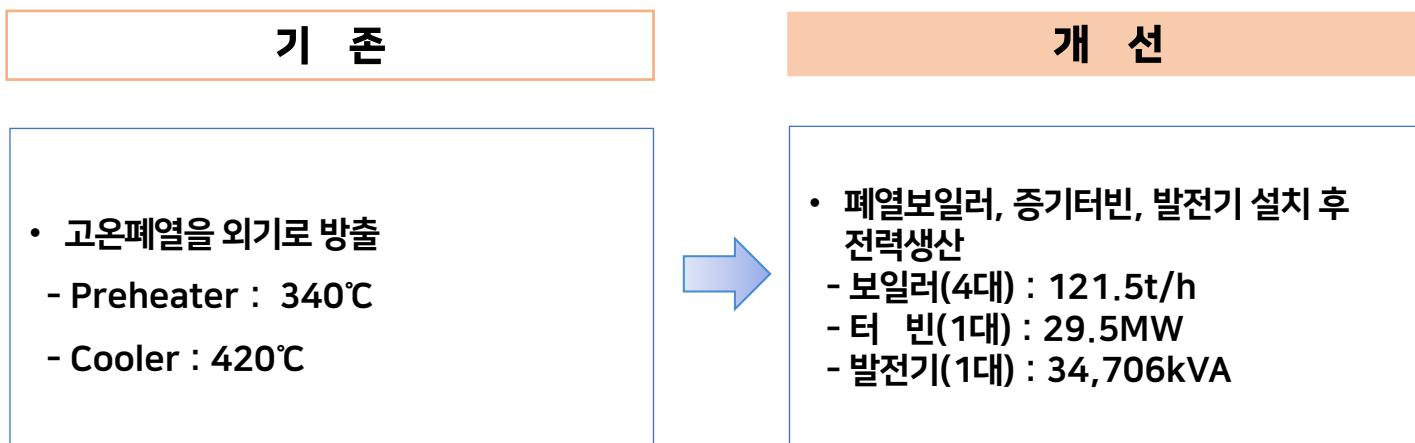 기 존
• 고온폐열을 외기로 방출
- Preheater : 340℃
- Cooler : 420℃
개 선
• 폐열보일러, 증기터빈, 발전기 설치 후
전력생산
- 보일러(4대) : 121.5t/h
- 터 빈(1대) : 29.5MW
- 발전기(1대) : 34,706kVA